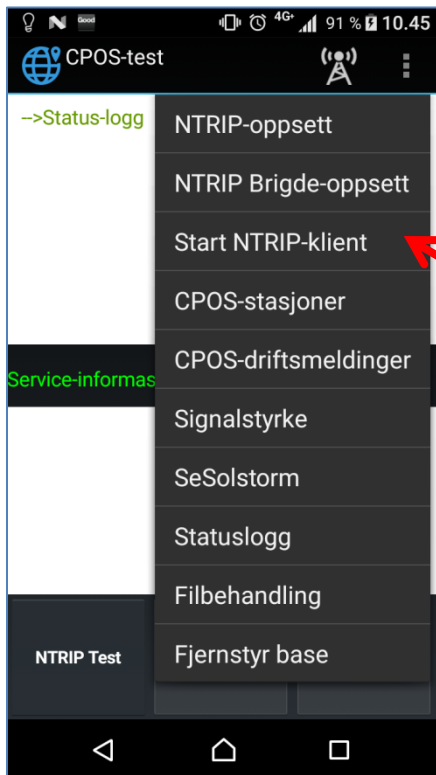 Good 4G+ 91 % 10.45
CPOS-test
-->Status-logg
NTRIP-oppsett
NTRIP Brigde-oppsett
Start NTRIP-klient
CPOS-stasjoner
CPOS-driftsmeldinger
Service-informas
Signalstyrke
SeSolstorm
Statuslogg
Filbehandling
NTRIP Test
Fjernstyr base